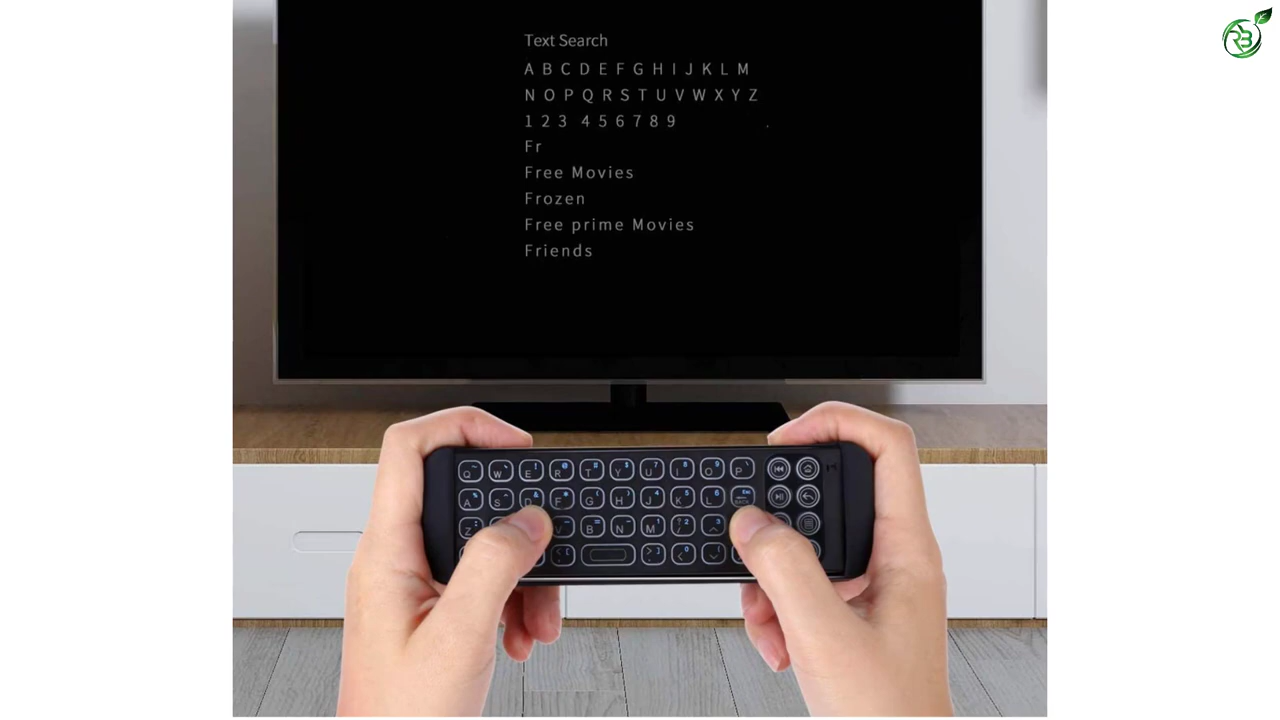 Text Search
A B C D E F G H I J K L M
N O P Q R S T U V W X Y Z
1 2 3 4 5 6 7 8 9
Fr
Free Movies
Frozen
Free prime Movies
Friends
RB
Q W E R T Y U I O P
A S D F G H J K L
Z V B N M